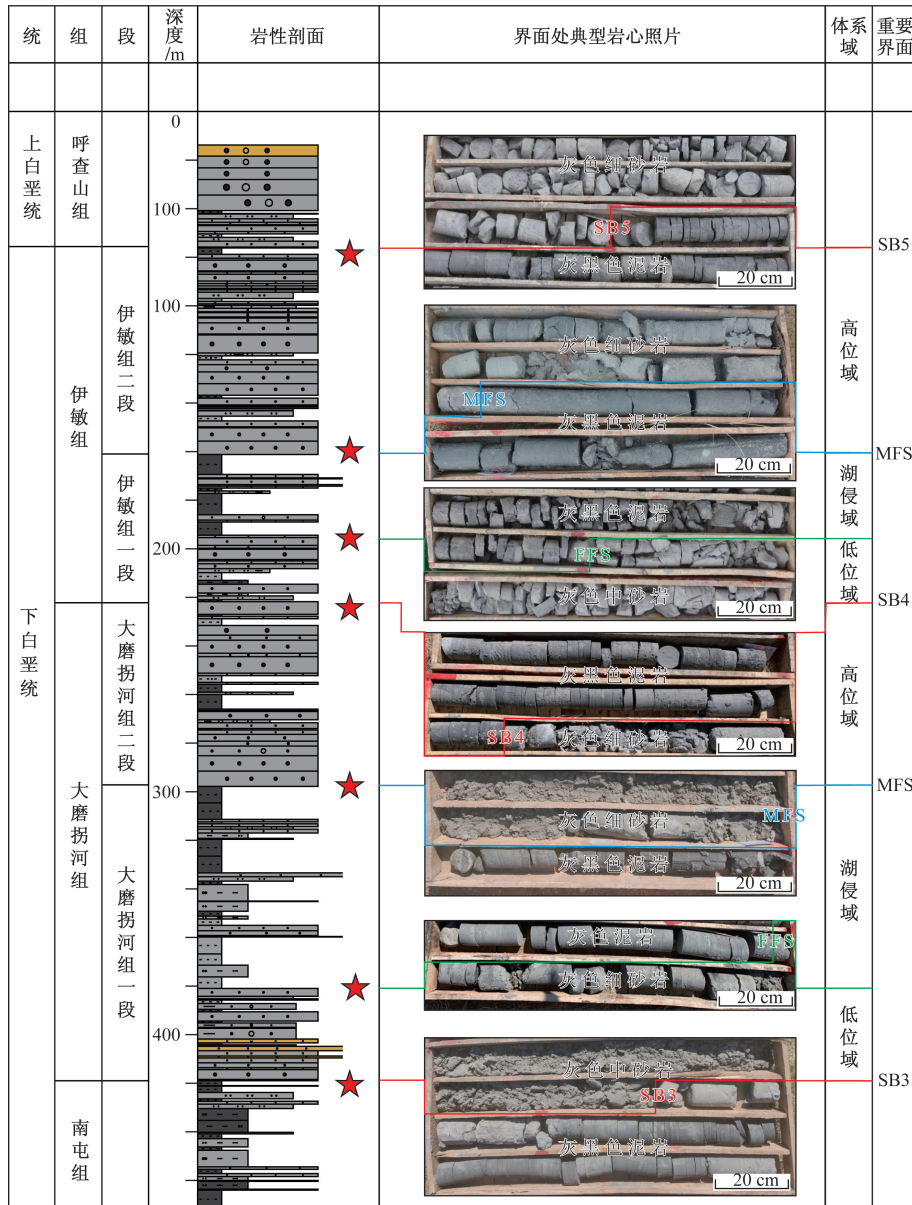 统 组 段 深度/m 岩性剖面 界面处典型岩心照片 体系域 重要界面
上白垩统
呼查山组
下白垩统
伊敏组
伊敏组二段
伊敏组一段
大磨拐河组
大磨拐河组二段
大磨拐河组一段
南屯组
0
100
100
200
300
400
灰色细砂岩
SB5
灰黑色泥岩
20 cm
灰色细砂岩
MFS
灰黑色泥岩
20 cm
灰黑色泥岩
FFS
灰色中砂岩
20 cm
灰黑色泥岩
SB4
灰色细砂岩
20 cm
灰色细砂岩
MFS
灰黑色泥岩
20 cm
灰色泥岩
FFS
灰色细砂岩
20 cm
灰色中砂岩
SB3
灰黑色泥岩
20 cm
高位域
湖侵域
低位域
高位域
湖侵域
低位域
SB5
MFS
SB4
MFS
SB3